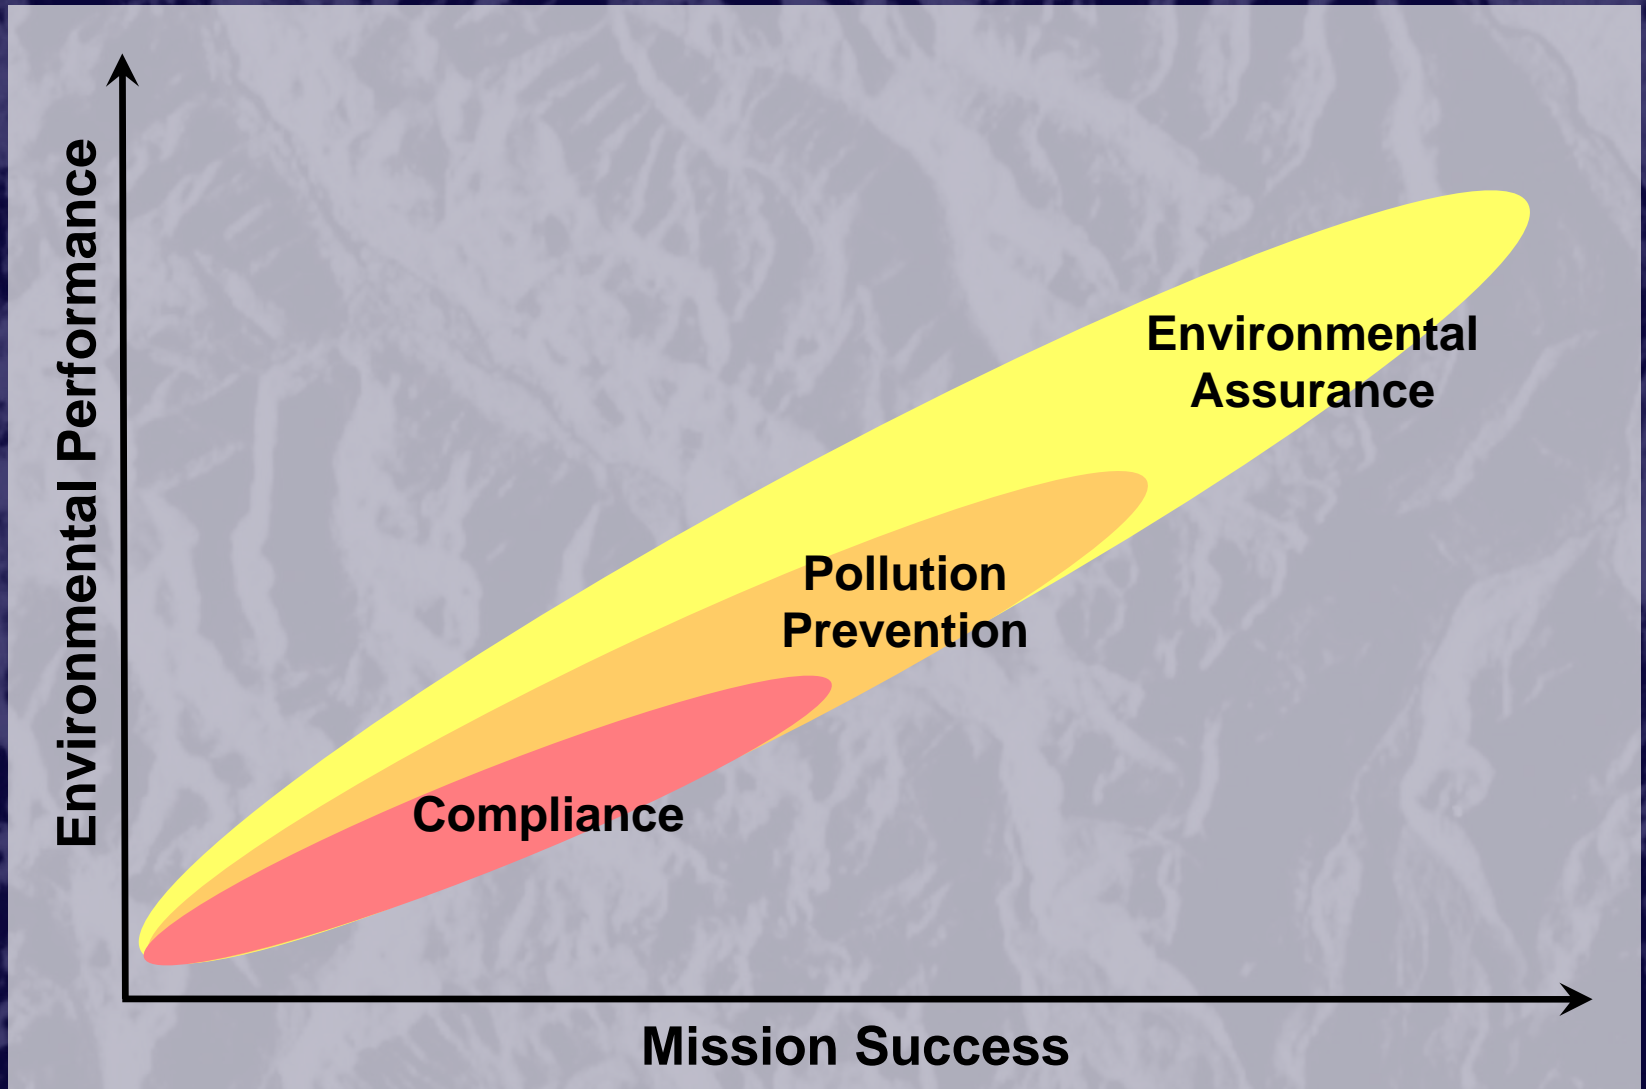 Environmental Performance
Environmental
Assurance
Pollution
Prevention
Compliance
Mission Success